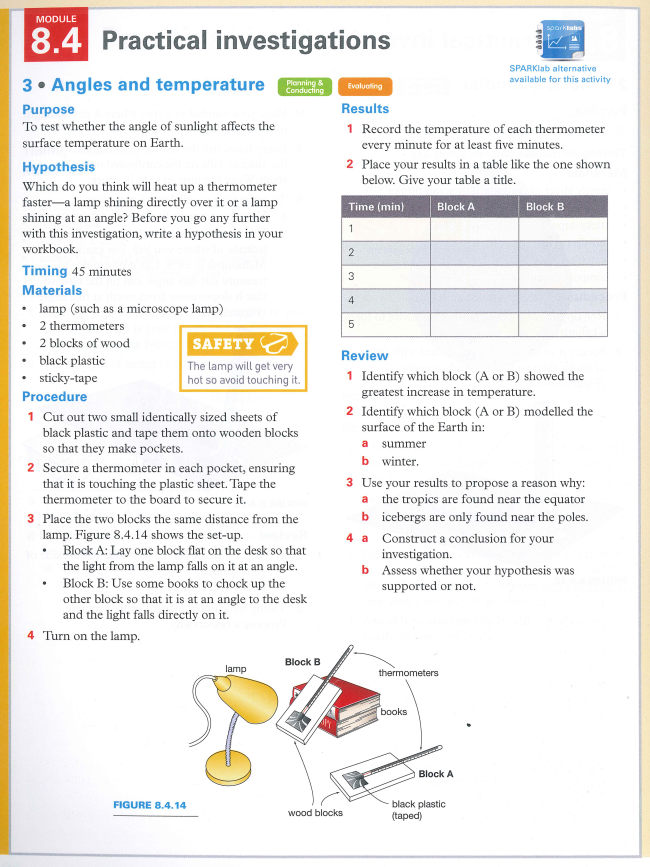 MODULE
8.4
Practical investigations
SPARKlabs
SPARKlab alternative
available for this activity
3 • Angles and temperature
Planning &
Conducting
Evaluating
Purpose
To test whether the angle of sunlight affects the
surface temperature on Earth.
Hypothesis
Which do you think will heat up a thermometer
faster—a lamp shining directly over it or a lamp
shining at an angle? Before you go any further
with this investigation, write a hypothesis in your
workbook.
Timing 45 minutes
Materials
• lamp (such as a microscope lamp)
• 2 thermometers
• 2 blocks of wood
• black plastic
• sticky-tape
SAFETY
The lamp will get very
hot so avoid touching it.
Procedure
1 Cut out two small identically sized sheets of
black plastic and tape them onto wooden blocks
so that they make pockets.
2 Secure a thermometer in each pocket, ensuring
that it is touching the plastic sheet. Tape the
thermometer to the board to secure it.
3 Place the two blocks the same distance from the
lamp. Figure 8.4.14 shows the set-up.
• Block A: Lay one block flat on the desk so that
the light from the lamp falls on it at an angle.
• Block B: Use some books to chock up the
other block so that it is at an angle to the desk
and the light falls directly on it.
4 Turn on the lamp.
Results
1 Record the temperature of each thermometer
every minute for at least five minutes.
2 Place your results in a table like the one shown
below. Give your table a title.
Time (min) Block A Block B
1
2
3
4
5
Review
1 Identify which block (A or B) showed the
greatest increase in temperature.
2 Identify which block (A or B) modelled the
surface of the Earth in:
a summer
b winter.
3 Use your results to propose a reason why:
a the tropics are found near the equator
b icebergs are only found near the poles.
4 a Construct a conclusion for your
investigation.
b Assess whether your hypothesis was
supported or not.
lamp
Block B
thermometers
books
Block A
black plastic
(taped)
wood blocks
FIGURE 8.4.14